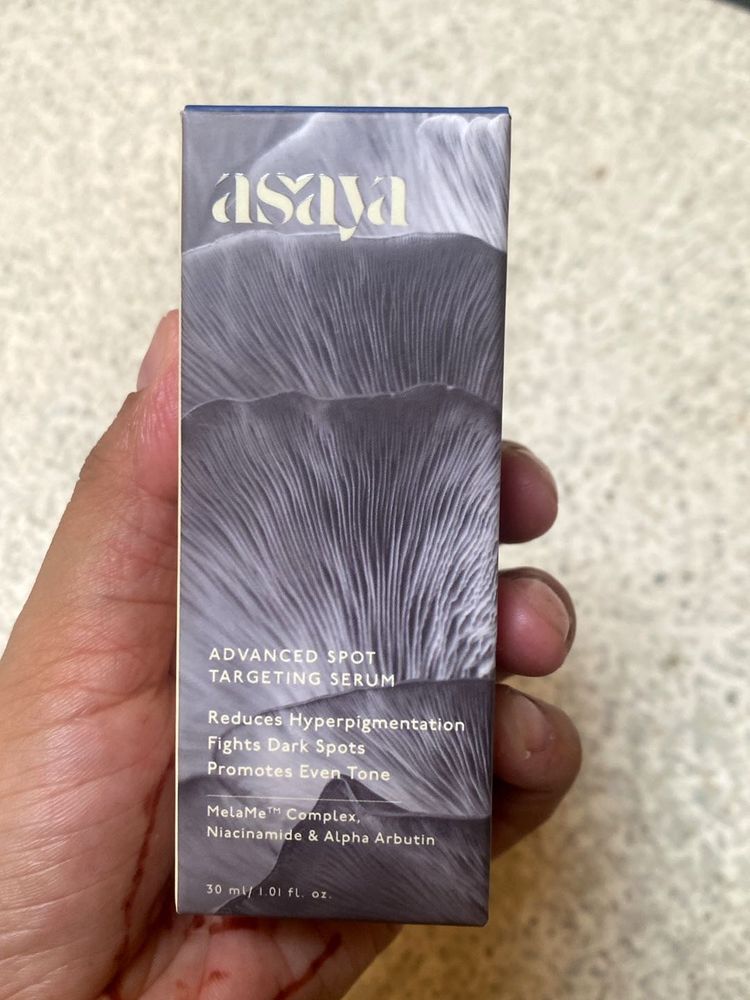 asaya
ADVANCED SPOT
TARGETING SERUM
Reduces Hyperpigmentation
Fights Dark Spots
Promotes Even Tone
MelaMe™ Complex,
Niacinamide & Alpha Arbutin
30 ml/ 1.01 fl. oz.